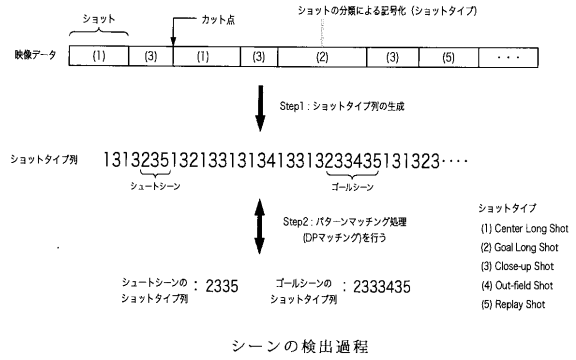 ショットの分類による記号化 (ショットタイプ)
ショット
カット点
映像データ
(1) (3) (1) (3) (2) (3) (5) ・・・
Step1 : ショットタイプ列の生成
ショットタイプ列
131323513213313134133132334351 31323・・・・
シュートシーン
ゴールシーン
Step2 : パターンマッチング処理
(DPマッチング)を行う
シュートシーンの
ショットタイプ列
: 2335
ゴールシーンの
ショットタイプ列
: 2333435
ショットタイプ
(1) Center Long Shot
(2) Goal Long Shot
(3) Close-up Shot
(4) Out-field Shot
(5) Replay Shot
シーンの検出過程